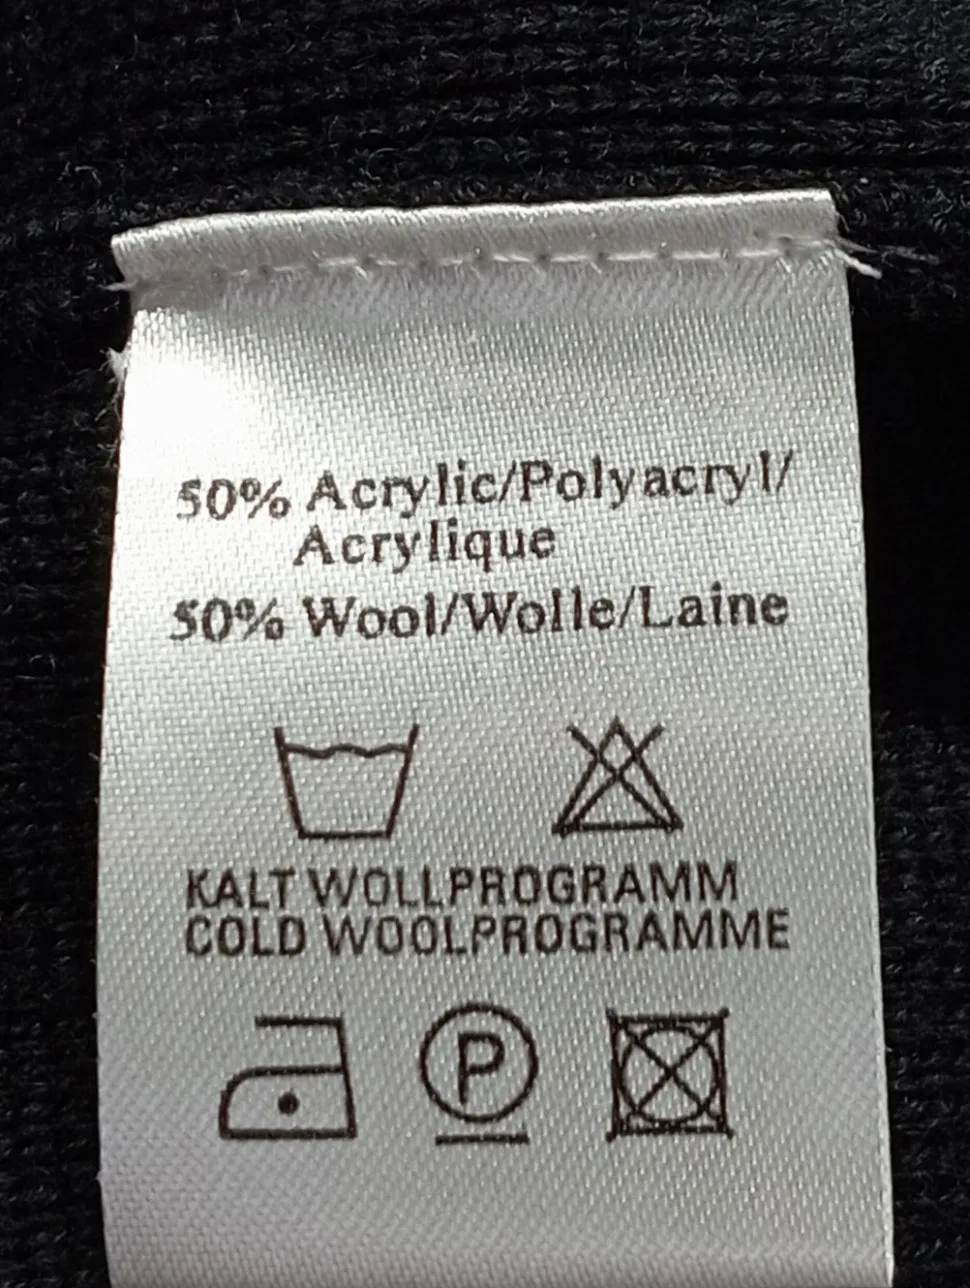 50% Acrylic/Polyacryl/
Acrylique
50% Wool/Wolle/Laine
KALT WOLLPROGRAMM
COLD WOOLPROGRAMME
P